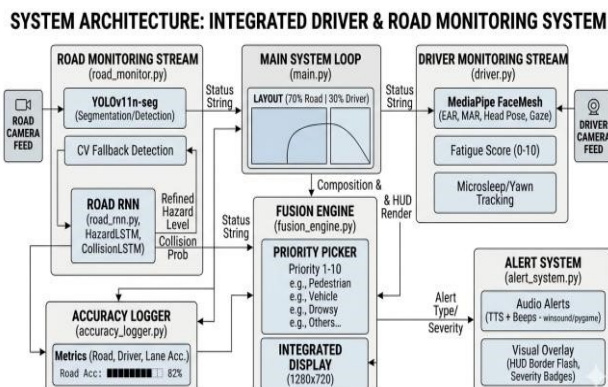 SYSTEM ARCHITECTURE: INTEGRATED DRIVER & ROAD MONITORING SYSTEM
ROAD MONITORING STREAM
(road_monitor.py)
ROAD
CAMERA
FEED
YOLOv11n-seg
(Segmentation/Detection)
CV Fallback Detection
ROAD RNN
(road_rnn.py,
HazardLSTM,
CollisionLSTM)
Refined
Hazard
Level
Collision
Prob
Status
String
MAIN SYSTEM LOOP
(main.py)
LAYOUT (70% Road | 30% Driver)
Status
String
DRIVER MONITORING STREAM
(driver.py)
MediaPipe FaceMesh
(EAR, MAR, Head Pose, Gaze)
Fatigue Score (0-10)
Microsleep/Yawn
Tracking
DRIVER
CAMERA
FEED
Composition &
& HUD
Render
Status
String
FUSION ENGINE
(fusion_engine.py)
PRIORITY PICKER
Priority 1-10
e.g., Pedestrian
e.g., Vehicle
e.g., Drowsy
e.g., Others...
INTEGRATED
DISPLAY
(1280x720)
Alert
Type/
Severity
ALERT SYSTEM
(alert_system.py)
Audio Alerts
(TTS + Beeps - winsound/pygame)
Visual Overlay
(HUD Border Flash,
Severity Badges)
ACCURACY LOGGER
(accuracy_logger.py)
Metrics (Road, Driver, Lane Acc.)
Road Acc: 82%